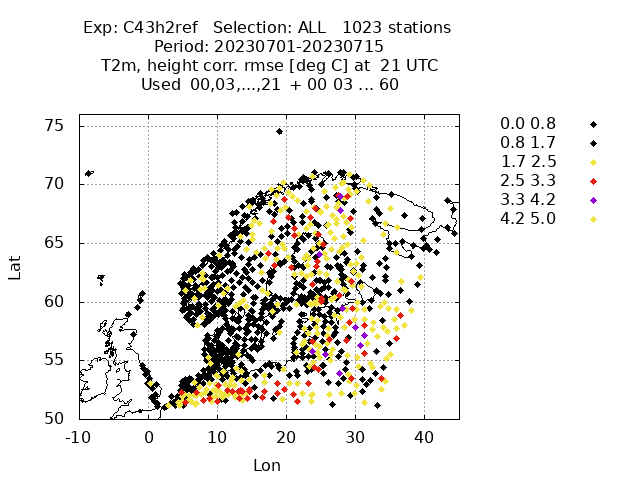 Exp: C43h2ref   Selection: ALL   1023 stations
Period: 20230701-20230715
T2m, height corr. rmse [deg C] at  21 UTC
Used  00,03,...,21  + 00 03 ... 60
75
70
65
60
55
50
Lat
-10 0 10 20 30 40
Lon
0.0 0.8
0.8 1.7
1.7 2.5
2.5 3.3
3.3 4.2
4.2 5.0